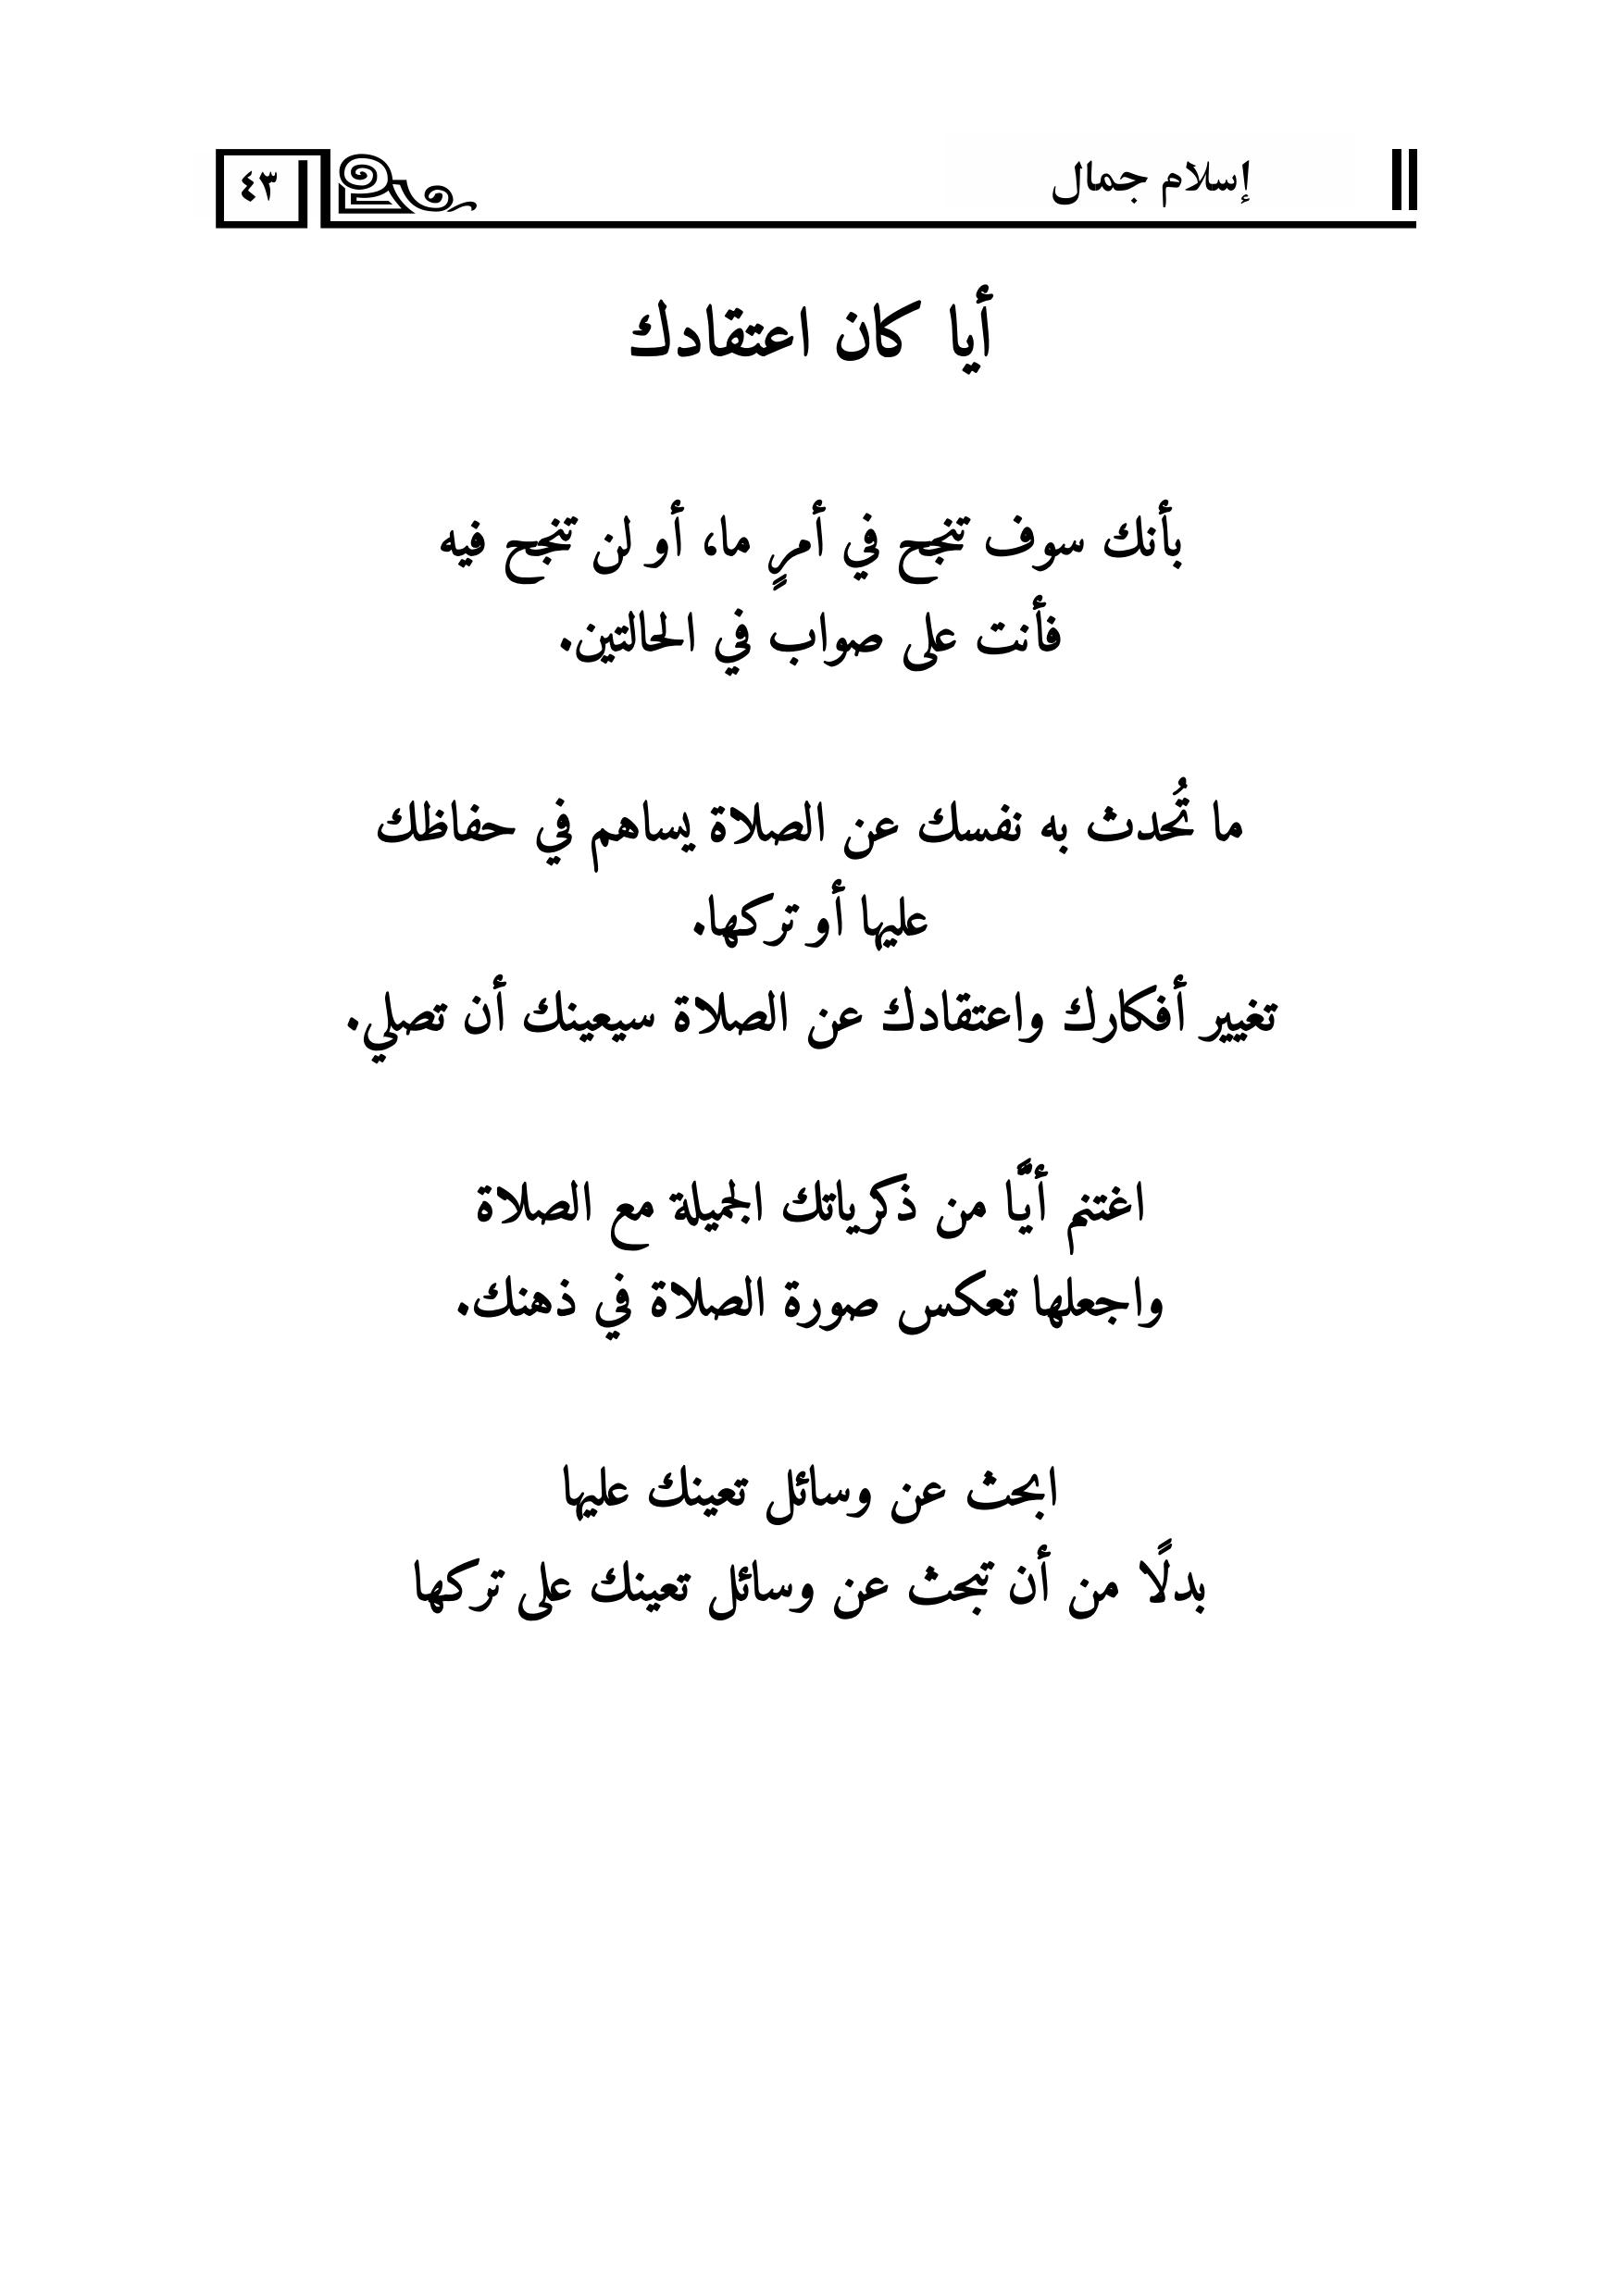 إسلام جمال
٤٣
أيا كان اعتقادك
بأنك سوف تنجح في أمرٍ ما، أو لن تنجح فيه
فأنت على صواب في الحالتين.
ما تُحدث به نفسك عن الصلاة يساهم في حفاظك
عليها أو تركها.
تغيير أفكارك واعتقادك عن الصلاة سيعينك أن تصلي.
اغتنم أيًّا من ذكرياتك الجميلة مع الصلاة
واجعلها تعكس صورة الصلاة في ذهنك.
ابحث عن وسائل تعينك عليها
بدلًا من أن تبحث عن وسائل تعينك على تركها